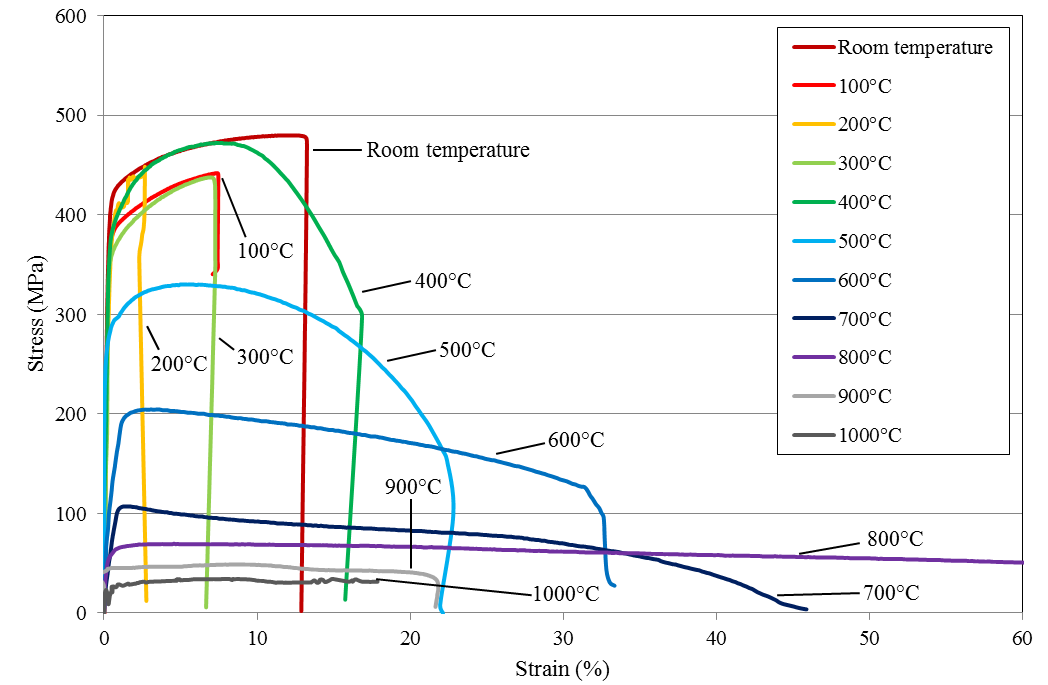 600
500
400
300
200
100
0
Stress (MPa)
0
10
20
30
40
50
60
Strain (%)
Room temperature
100°C
200°C
300°C
400°C
500°C
600°C
700°C
800°C
900°C
1000°C
Room temperature
100°C
400°C
200°C
300°C
500°C
600°C
900°C
800°C
1000°C
700°C